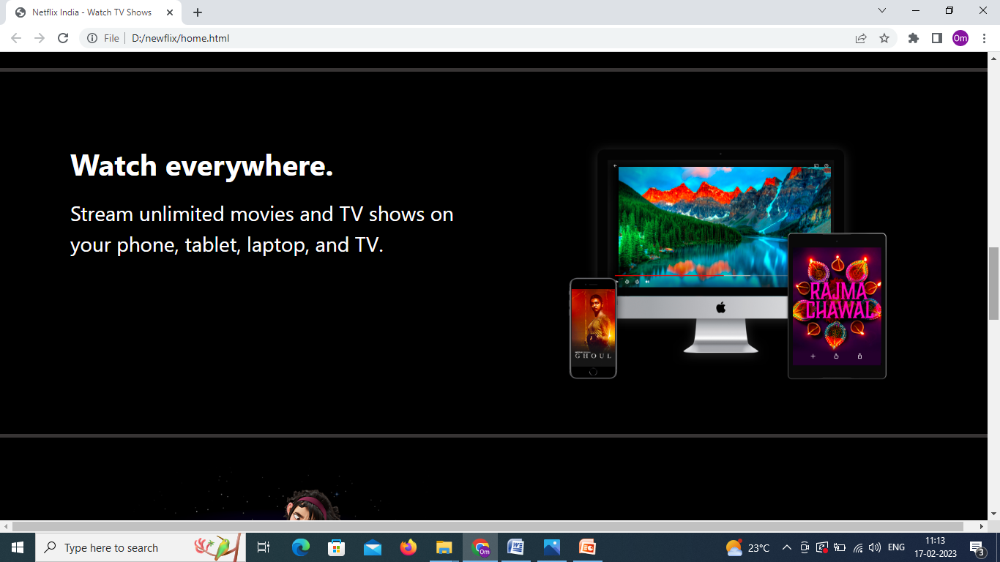 Netflix India - Watch TV Shows
File
D:/newflix/home.html
Om
Watch everywhere.
Stream unlimited movies and TV shows on
your phone, tablet, laptop, and TV.
RAJMA
CHAWAL
GHOUL
Type here to search
Om
23°C
ENG
11:13
17-02-2023
3